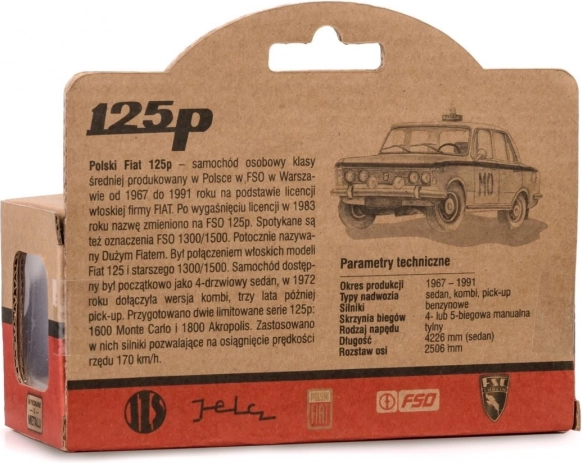 125p
Polski Fiat 125p – samochód osobowy klasy
średniej produkowany w Polsce w FSO w Warsza-
wie od 1967 do 1991 roku na podstawie licencji
włoskiej firmy FIAT. Po wygaśnięciu licencji w 1983
roku nazwę zmieniono na FSO 125p. Spotykane są
też oznaczenia FSO 1300/1500. Potocznie nazywa-
ny Dużym Fiatem. Był połączeniem włoskich modeli
Fiat 125 i starszego 1300/1500. Samochód dostęp-
ny był początkowo jako 4-drzwiowy sedan, w 1972
roku dołączyła wersja kombi, trzy lata później
pick-up. Przygotowano dwie limitowane serie 125p:
1600 Monte Carlo i 1800 Akropolis. Zastosowano
w nich silniki pozwalające na osiągnięcie prędkości
rzędu 170 km/h.
MO
Parametry techniczne
Okres produkcji 1967 – 1991
Typy nadwozia sedan, kombi, pick-up
Silniki benzynowe
Skrzynia biegów 4- lub 5-biegowa manualna
Rodzaj napędu tylny
Długość 4226 mm (sedan)
Rozstaw osi 2506 mm
Jelcz
POLSKI
FIAT
FSO
METALU